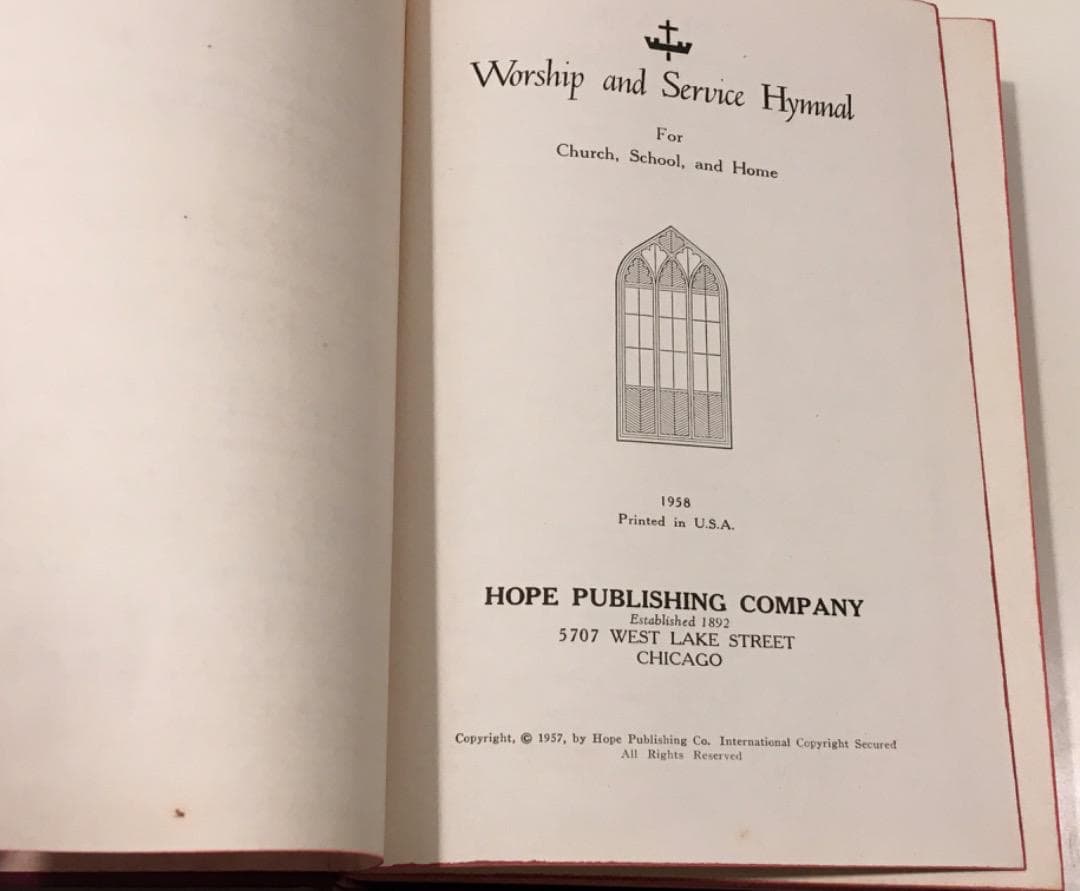 Worship and Service Hymnal
For
Church, School, and Home
1958
Printed in U.S.A.
HOPE PUBLISHING COMPANY
Established 1892
5707 WEST LAKE STREET
CHICAGO
Copyright, © 1957, by Hope Publishing Co. International Copyright Secured
All Rights Reserved